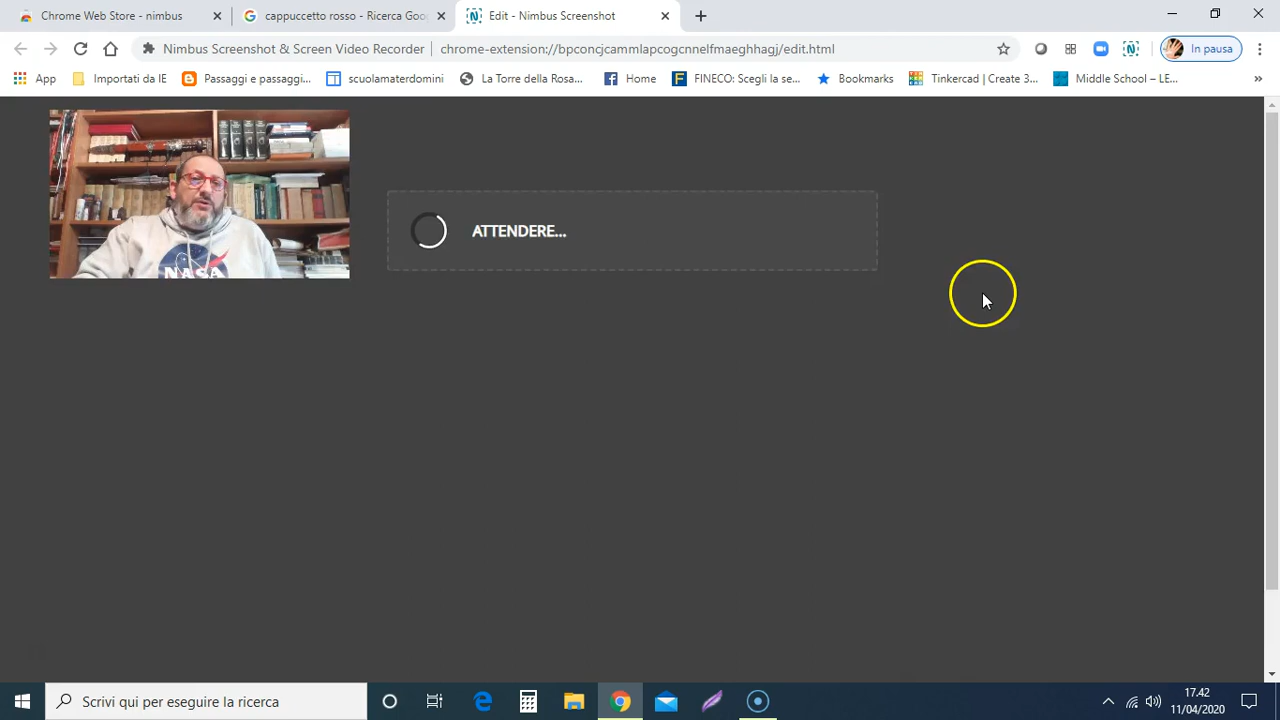 Chrome Web Store - nimbus
cappuccetto rosso - Ricerca Goo
Edit - Nimbus Screenshot
Nimbus Screenshot & Screen Video Recorder
chrome-extension://bpconcjcammlapcogcnnelfmaeghhagj/edit.html
In pausa
App
Importati da IE
Passaggi e passaggi...
scuolamaterdomini
La Torre della Rosa...
Home
FINECO: Scegli la se...
Bookmarks
Tinkercad | Create 3...
Middle School – LE...
NASA
ATTENDERE...
Scrivi qui per eseguire la ricerca
17.42
11/04/2020